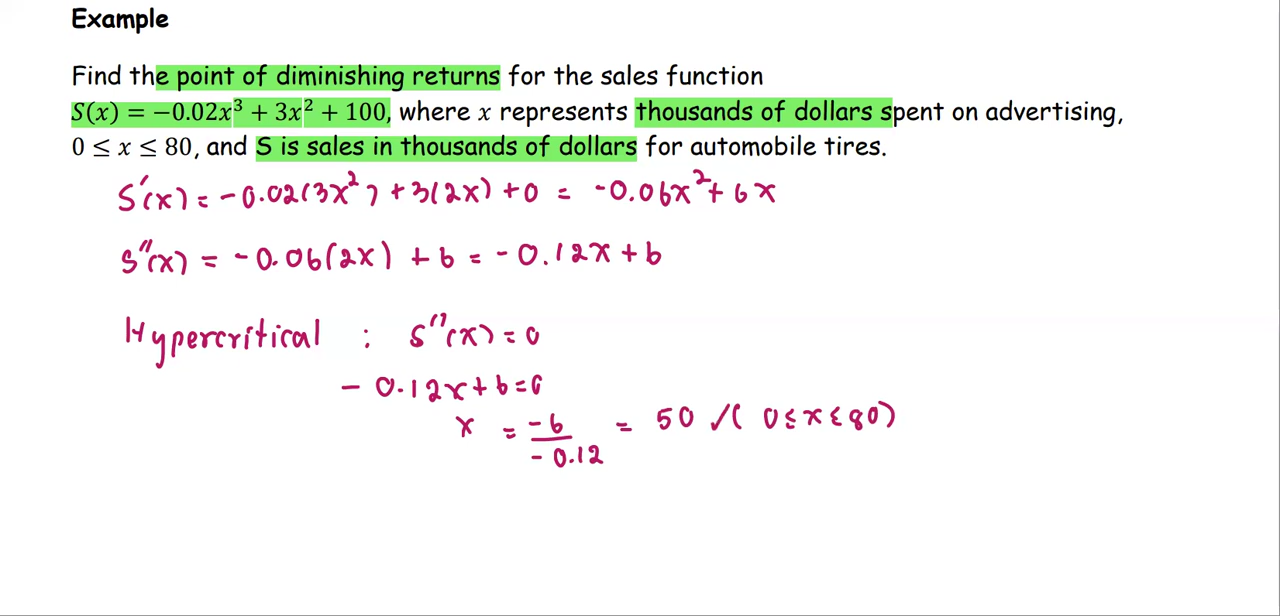 Example
Find the point of diminishing returns for the sales function
S(x) = −0.02x³ + 3x² + 100, where x represents thousands of dollars spent on advertising,
0 ≤ x ≤ 80, and S is sales in thousands of dollars for automobile tires.
S'(x) = -0.02(3x²) + 3(2x) + 0 = -0.06x² + 6x
S''(x) = -0.06(2x) + 6 = -0.12x + 6
Hypercritical : S''(x) = 0
- 0.12x + 6 = 0
x = -6/-0.12 = 50 ✓( 0 ≤ x ≤ 80)